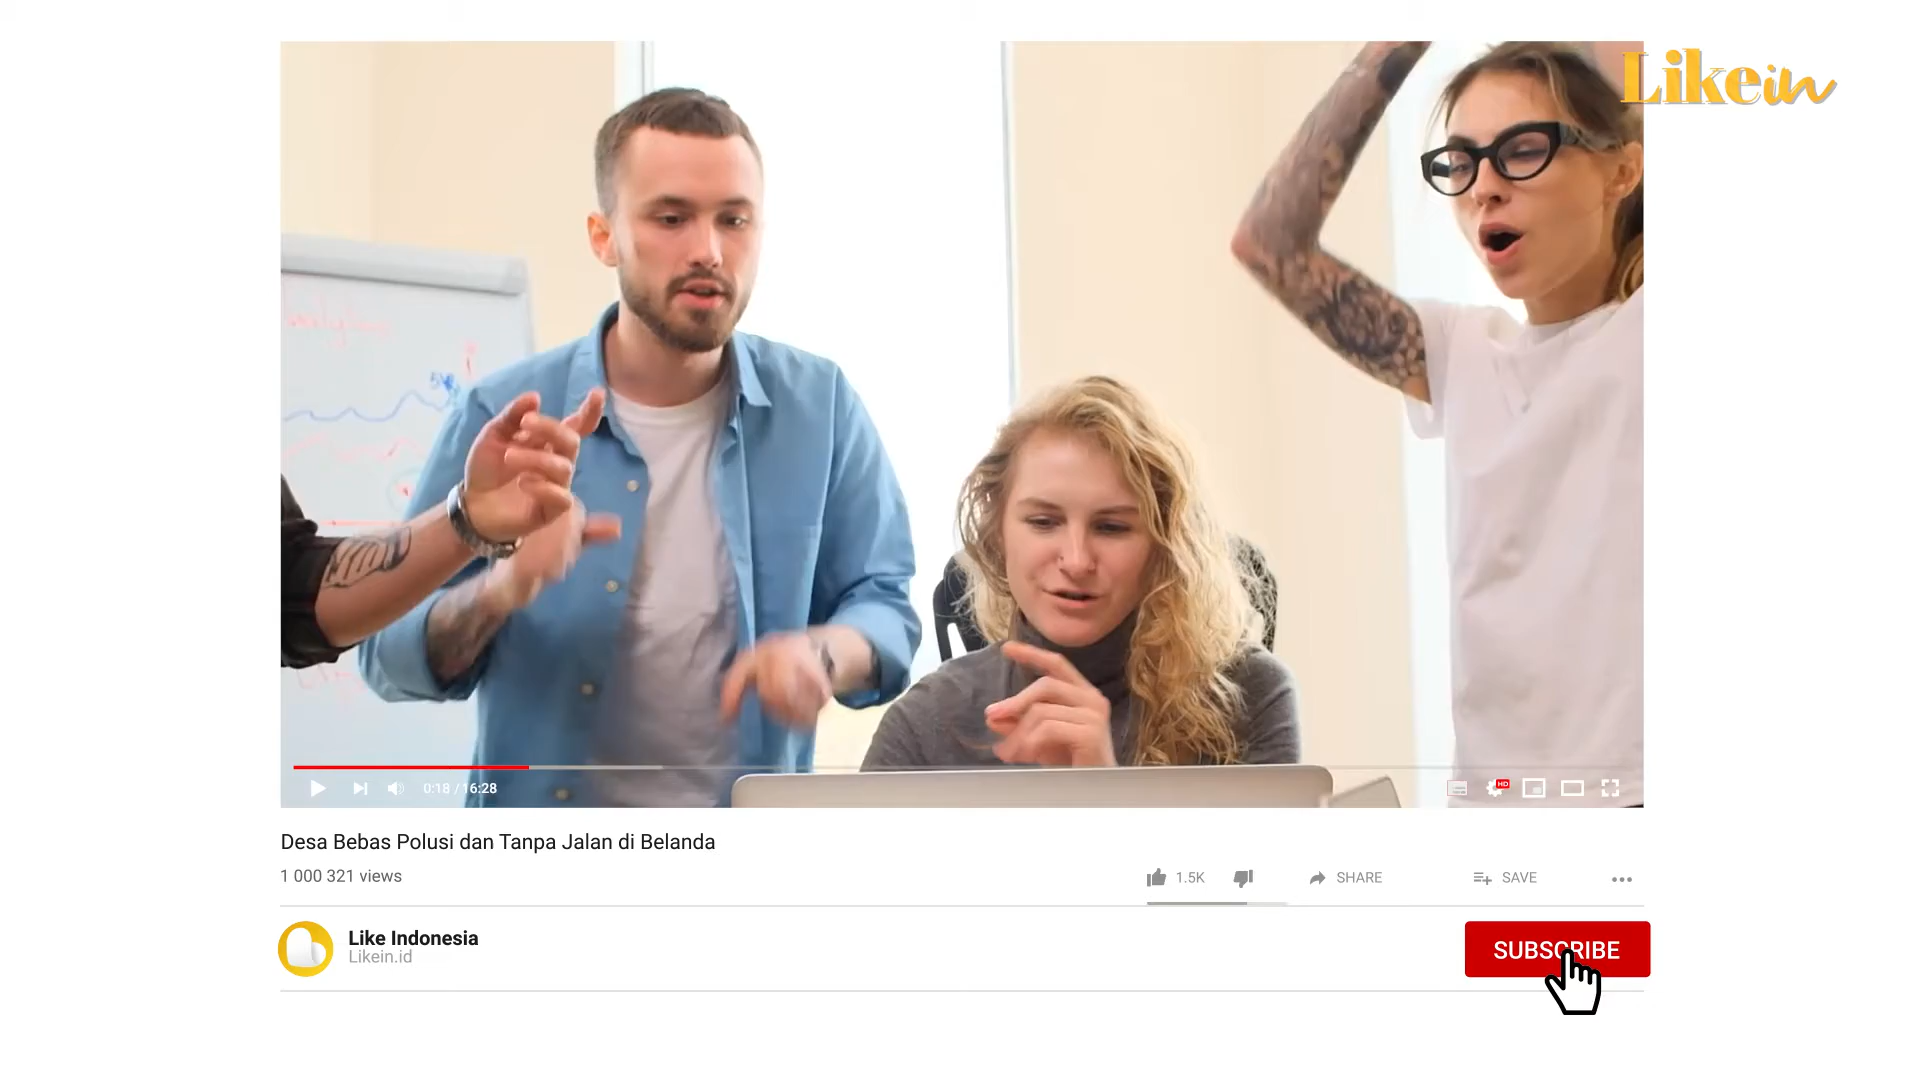 Likein
HD
0:18 / 16:28
Desa Bebas Polusi dan Tanpa Jalan di Belanda
1 000 321 views
1.5K
SHARE
SAVE
Like Indonesia
Likein.id
SUBSCRIBE